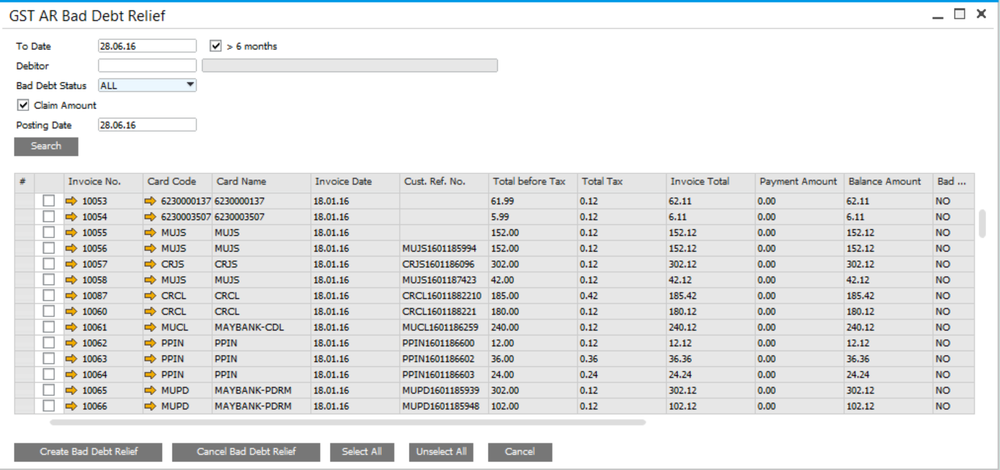 GST AR Bad Debt Relief
To Date 28.06.16 > 6 months
Debitor
Bad Debt Status ALL
Claim Amount
Posting Date 28.06.16
Search
# Invoice No. Card Code Card Name Invoice Date Cust. Ref. No. Total before Tax Total Tax Invoice Total Payment Amount Balance Amount Bad ...
10053 6230000137 6230000137 18.01.16 61.99 0.12 62.11 0.00 62.11 NO
10054 6230003507 6230003507 18.01.16 5.99 0.12 6.11 0.00 6.11 NO
10055 MUJS MUJS 18.01.16 152.00 0.12 152.12 0.00 152.12 NO
10056 MUJS MUJS 18.01.16 MUJS1601185994 152.00 0.12 152.12 0.00 152.12 NO
10057 CRJS CRJS 18.01.16 CRJS1601186096 302.00 0.12 302.12 0.00 302.12 NO
10058 MUJS MUJS 18.01.16 MUJS1601187423 42.00 0.12 42.12 0.00 42.12 NO
10087 CRCL CRCL 18.01.16 CRCL16011882210 185.00 0.42 185.42 0.00 185.42 NO
10060 CRCL CRCL 18.01.16 CRCL1601188221 180.00 0.12 180.12 0.00 180.12 NO
10061 MUCL MAYBANK-CDL 18.01.16 MUCL1601186259 240.00 0.12 240.12 0.00 240.12 NO
10062 PPIN PPIN 18.01.16 PPIN1601186600 12.00 0.12 12.12 0.00 12.12 NO
10063 PPIN PPIN 18.01.16 PPIN1601186602 36.00 0.36 36.36 0.00 36.36 NO
10064 PPIN PPIN 18.01.16 PPIN1601186603 24.00 0.24 24.24 0.00 24.24 NO
10065 MUPD MAYBANK-PDRM 18.01.16 MUPD1601185939 302.00 0.12 302.12 0.00 302.12 NO
10066 MUPD MAYBANK-PDRM 18.01.16 MUPD1601185948 102.00 0.12 102.12 0.00 102.12 NO
Create Bad Debt Relief Cancel Bad Debt Relief Select All Unselect All Cancel